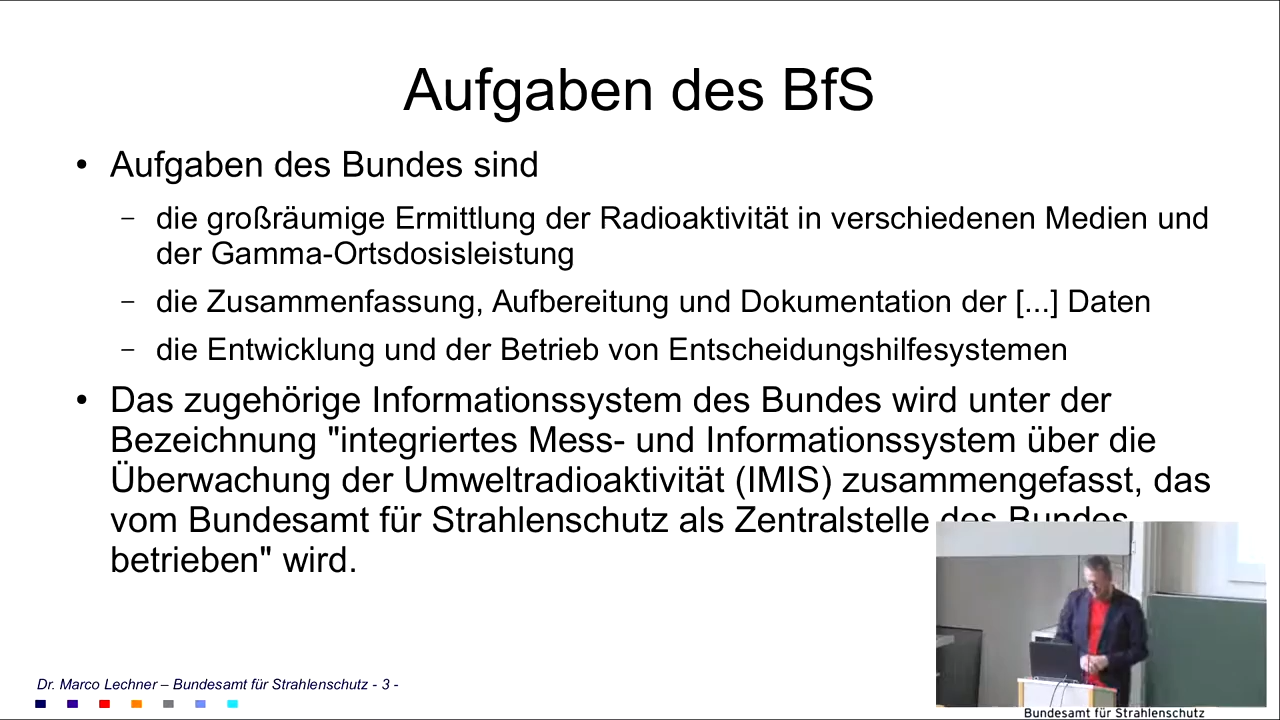 Aufgaben des BfS
• Aufgaben des Bundes sind
– die großräumige Ermittlung der Radioaktivität in verschiedenen Medien und
der Gamma-Ortsdosisleistung
– die Zusammenfassung, Aufbereitung und Dokumentation der [...] Daten
– die Entwicklung und der Betrieb von Entscheidungshilfesystemen
• Das zugehörige Informationssystem des Bundes wird unter der
Bezeichnung "integriertes Mess- und Informationssystem über die
Überwachung der Umweltradioaktivität (IMIS) zusammengefasst, das
vom Bundesamt für Strahlenschutz als Zentralstelle des Bundes
betrieben" wird.
Dr. Marco Lechner – Bundesamt für Strahlenschutz - 3 -
Bundesamt für Strahlenschutz